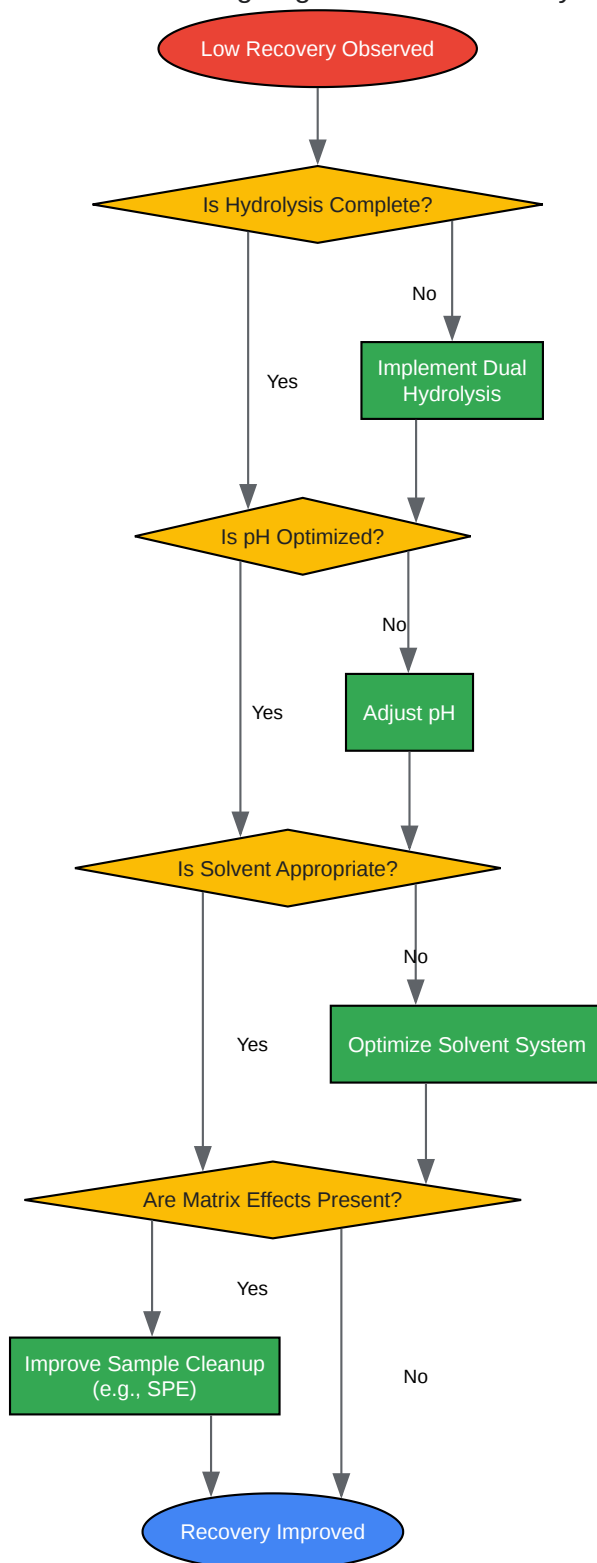 Low Recovery Observed
Is Hydrolysis Complete?
No
Implement Dual
Hydrolysis
Yes
Is pH Optimized?
No
Yes
Adjust pH
Is Solvent Appropriate?
No
Yes
Optimize Solvent System
Are Matrix Effects Present?
Yes
Improve Sample Cleanup
(e.g., SPE)
No
Recovery Improved